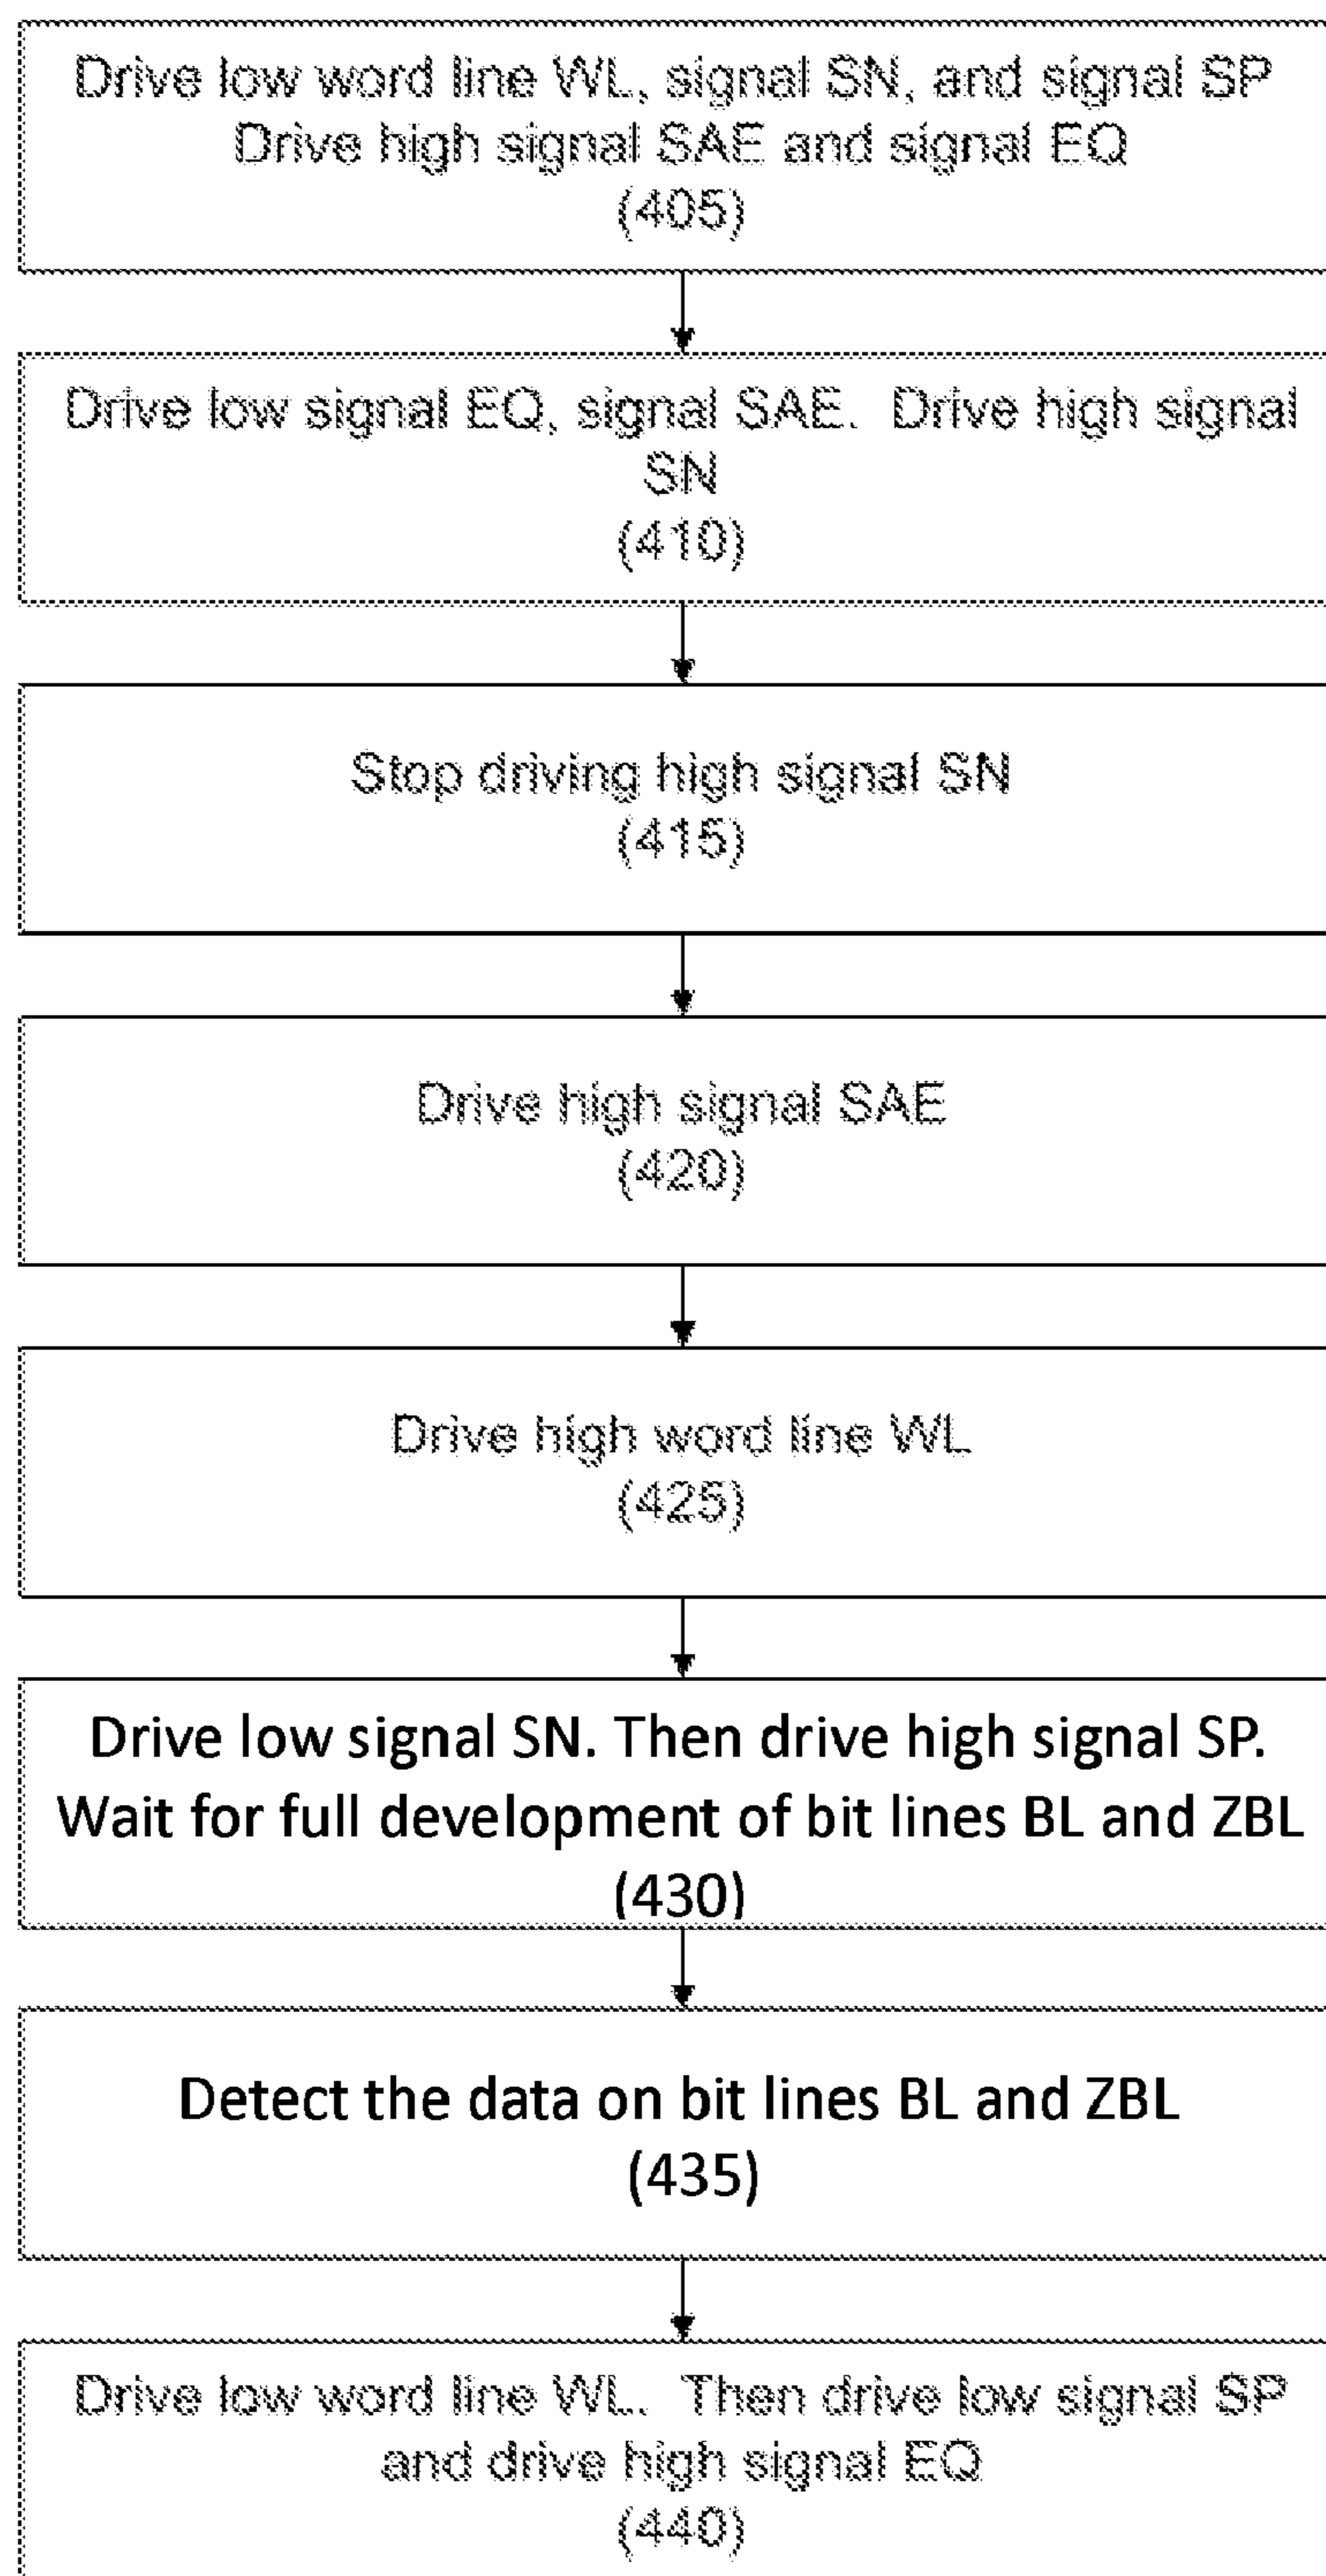 Drive low word line WL, signal SN, and signal SP
Drive high signal SAE and signal EQ
(405)
Drive low signal EQ, signal SAE. Drive high signal
SN
(410)
Stop driving high signal SN
(415)
Drive high signal SAE
(420)
Drive high word line WL
(425)
Drive low signal SN. Then drive high signal SP.
Wait for full development of bit lines BL and ZBL
(430)
Detect the data on bit lines BL and ZBL
(435)
Drive low word line WL. Then drive low signal SP
and drive high signal EQ
(440)